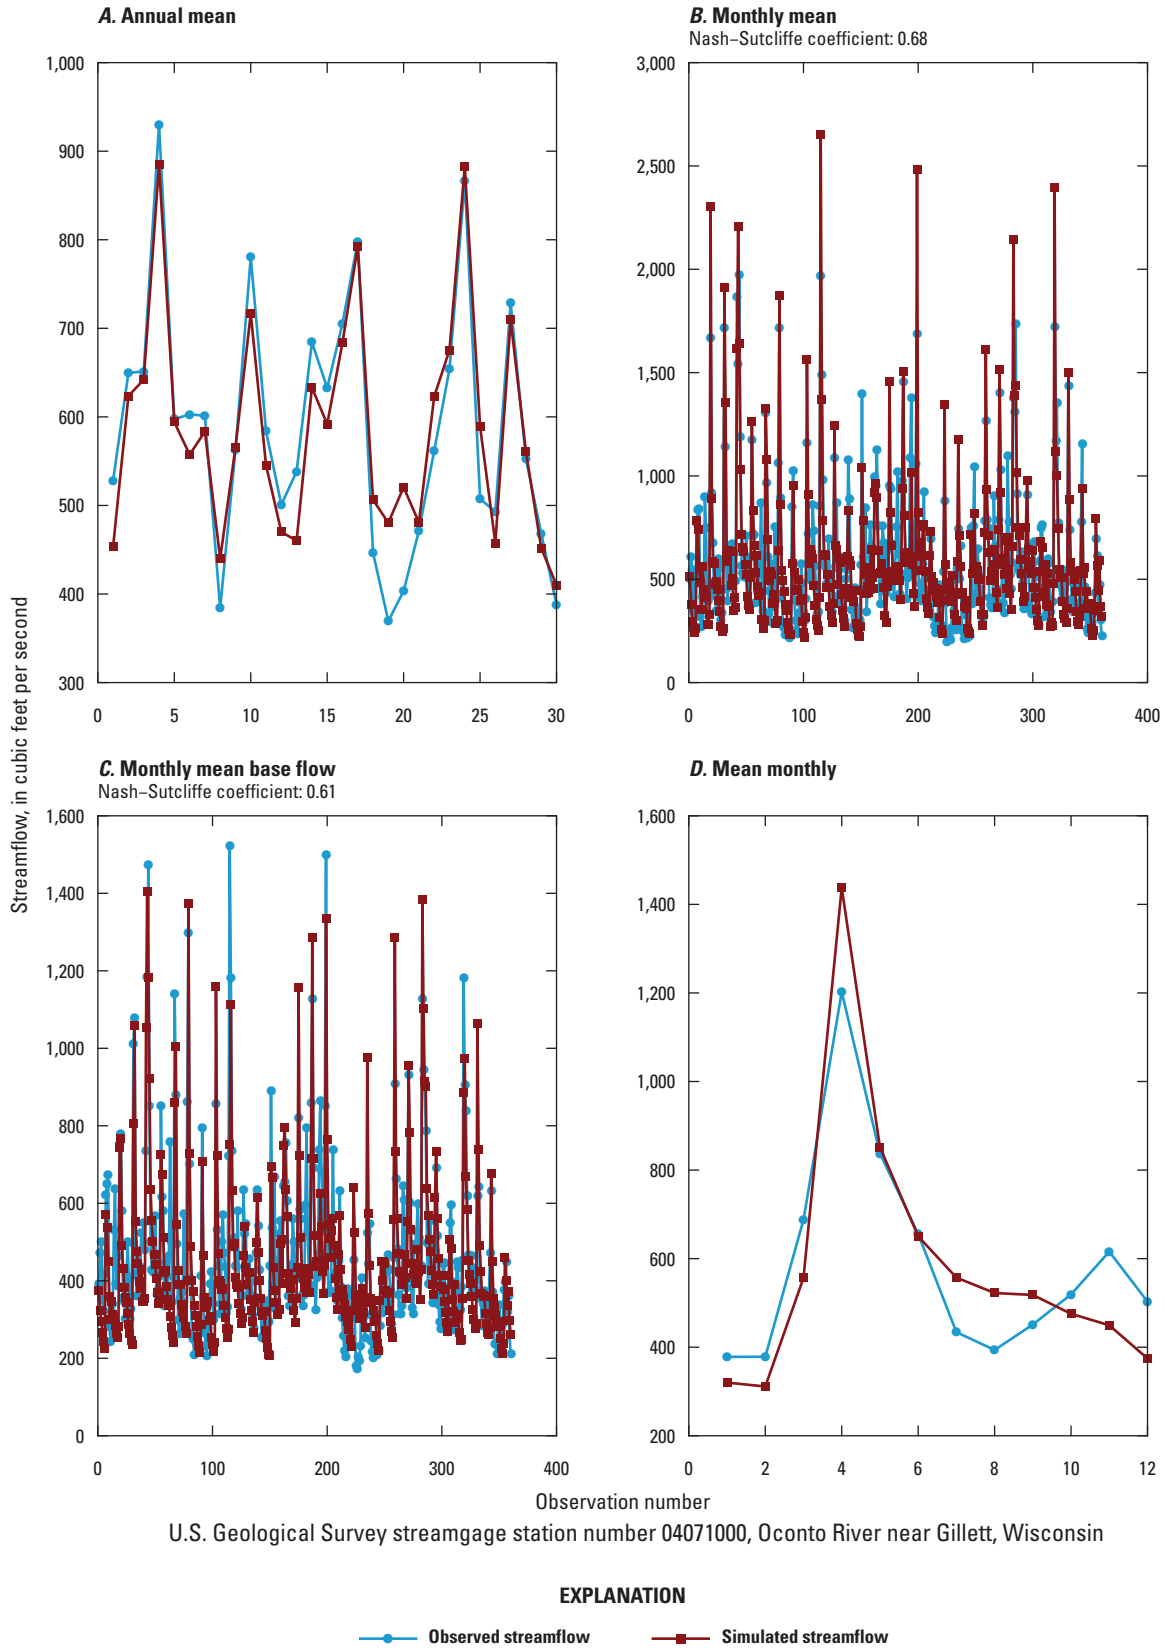 A. Annual mean
1,000
900
800
700
600
500
400
300
0 5 10 15 20 25 30
B. Monthly mean
Nash–Sutcliffe coefficient: 0.68
3,000
2,500
2,000
1,500
1,000
500
0
0 100 200 300 400
Streamflow, in cubic feet per second
C. Monthly mean base flow
Nash–Sutcliffe coefficient: 0.61
1,600
1,400
1,200
1,000
800
600
400
200
0
0 100 200 300 400
D. Mean monthly
1,600
1,400
1,200
1,000
800
600
400
200
0 2 4 6 8 10 12
Observation number
U.S. Geological Survey streamgage station number 04071000, Oconto River near Gillett, Wisconsin
EXPLANATION
Observed streamflow Simulated streamflow